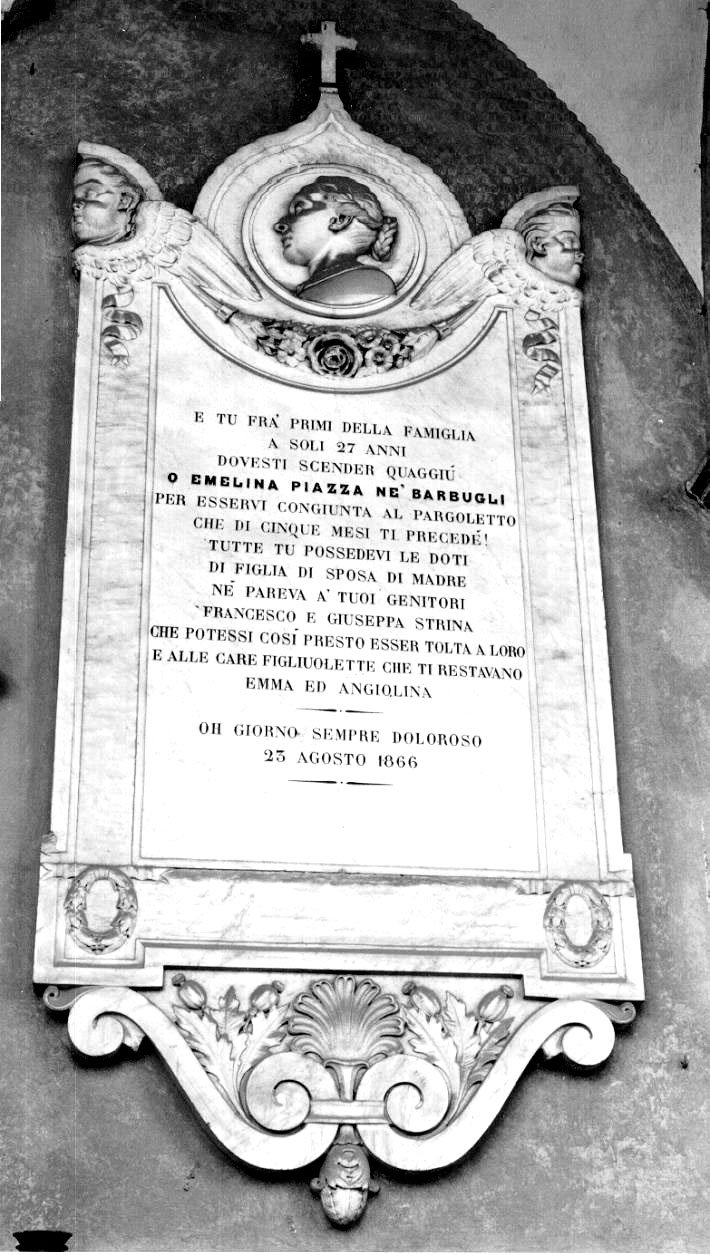 E TU FRA' PRIMI DELLA FAMIGLIA
A SOLI 27 ANNI
DOVESTI SCENDER QUAGGIÚ
O EMELINA PIAZZA NE' BARBUGLI
PER ESSERVI CONGIUNTA AL PARGOLETTO
CHE DI CINQUE MESI TI PRECEDÉ!
TUTTE TU POSSEDEVI LE DOTI
DI FIGLIA DI SPOSA DI MADRE
NÉ PAREVA A' TUOI GENITORI
FRANCESCO E GIUSEPPA STRINA
CHE POTESSI COSÍ PRESTO ESSER TOLTA A LORO
E ALLE CARE FIGLIUOLETTE CHE TI RESTAVANO
EMMA ED ANGIOLINA
OH GIORNO SEMPRE DOLOROSO
23 AGOSTO 1866